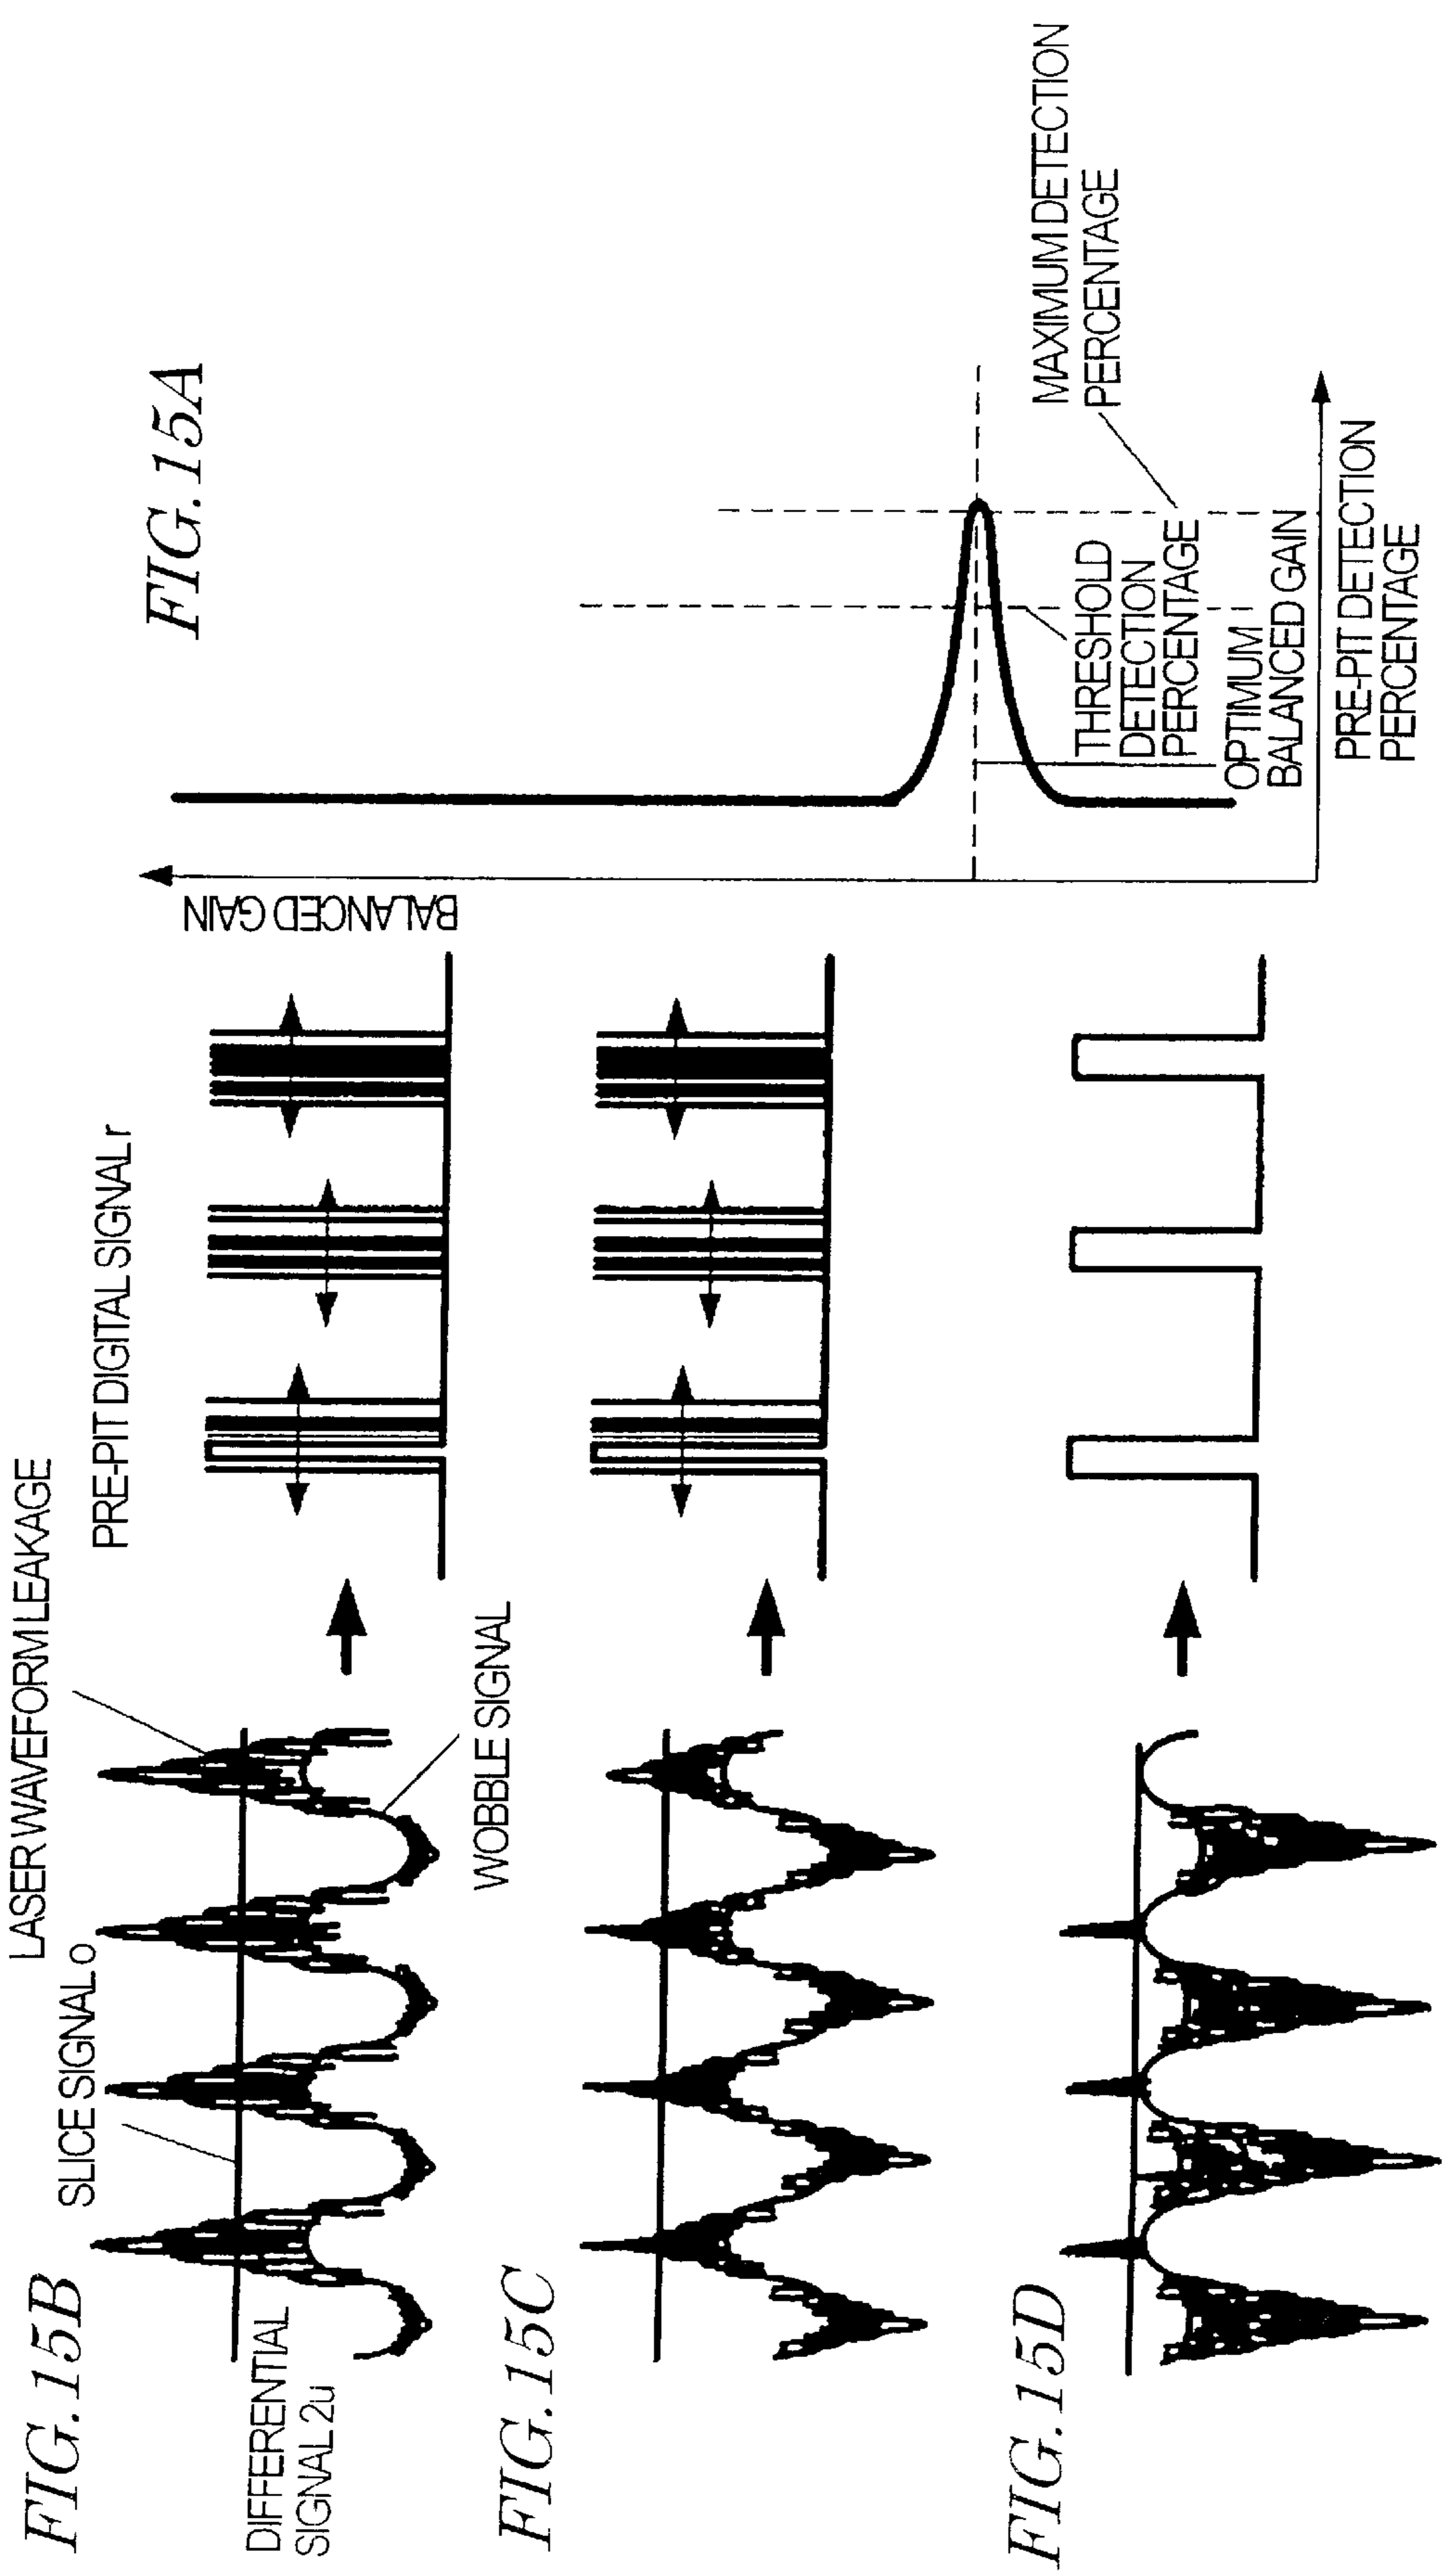 FIG. 15A
BALANCED GAIN
MAXIMUM DETECTION
PERCENTAGE
THRESHOLD
DETECTION
PERCENTAGE
OPTIMUM
BALANCED GAIN
PRE-PIT DETECTION
PERCENTAGE
FIG. 15B
SLICE SIGNAL o
LASER WAVEFORM LEAKAGE
PRE-PIT DIGITAL SIGNAL r
DIFFERENTIAL
SIGNAL 2u
WOBBLE SIGNAL
FIG. 15C
FIG. 15D